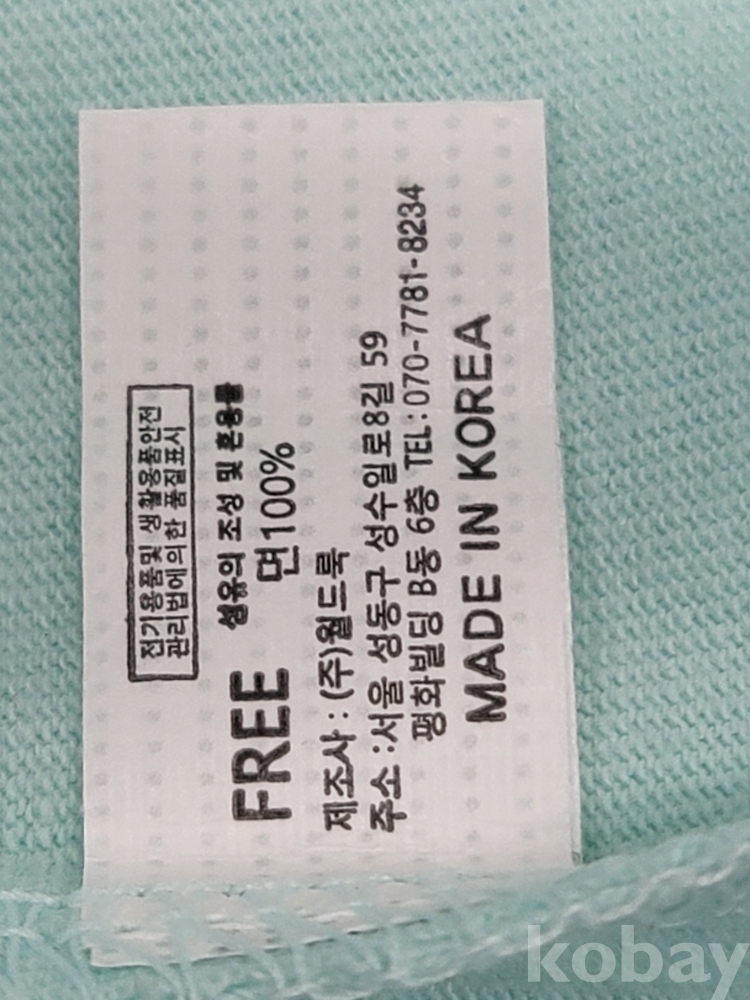 전기용품및 생활용품안전
관리법에의한 품질표시
FREE
섬유의 조성 및 혼용률
면100%
제조사 : (주)월드룩
주소 :서울 성동구 성수일로8길 59
평화빌딩 B동 6층 TEL:070-7781-8234
MADE IN KOREA
kobay